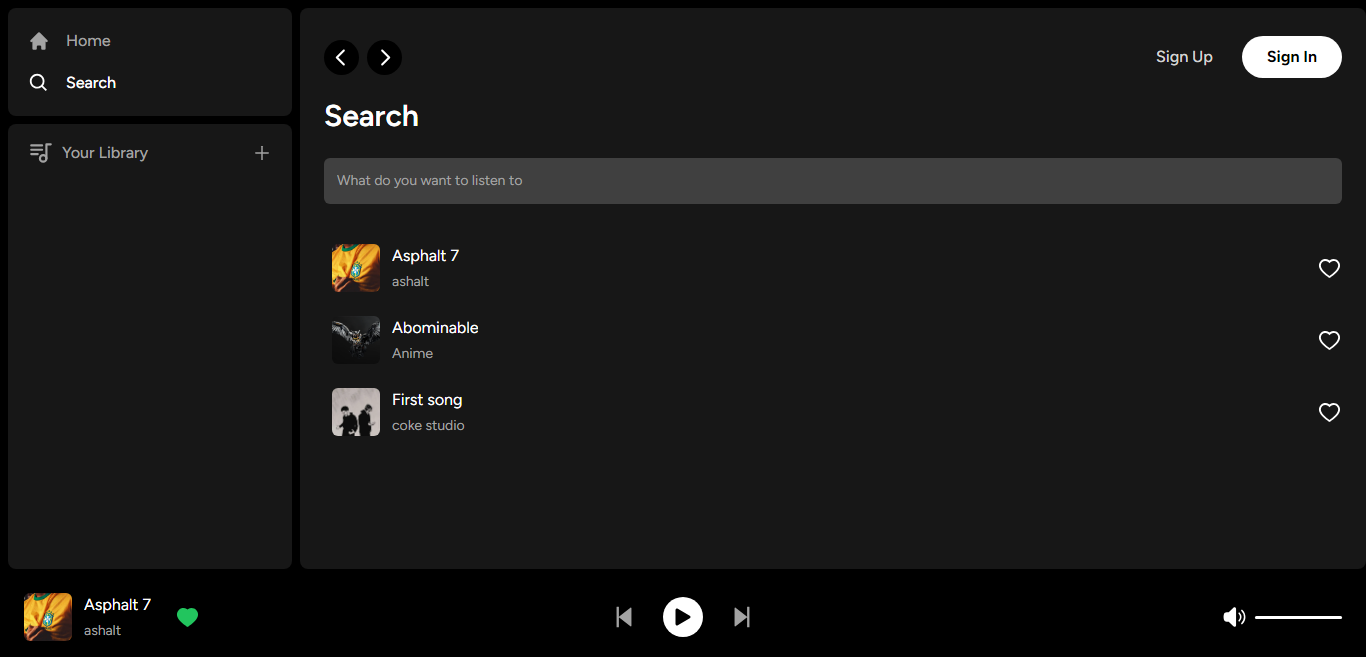 Home
Search
Your Library
Sign Up
Sign In
Search
What do you want to listen to
Asphalt 7
ashalt
Abominable
Anime
First song
coke studio
Asphalt 7
ashalt